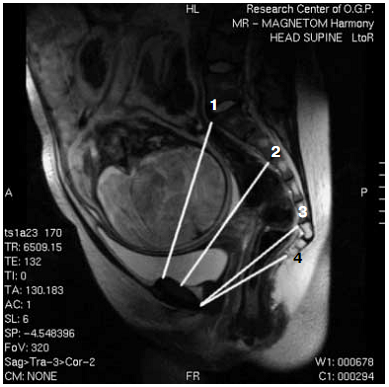 HL
Research Center of O.G.P.
MR - MAGNETOM Harmony
HEAD SUPINE LtoR
1
2
3
4
A
P
ts1a23 170
TR: 6509.15
TE: 132
TI: 0
TA: 130.183
AC: 1
SL: 6
SP: -4.548396
FoV: 320
Sag>Tra-3>Cor-2
CM: NONE
FR
W1: 000678
C1: 000294